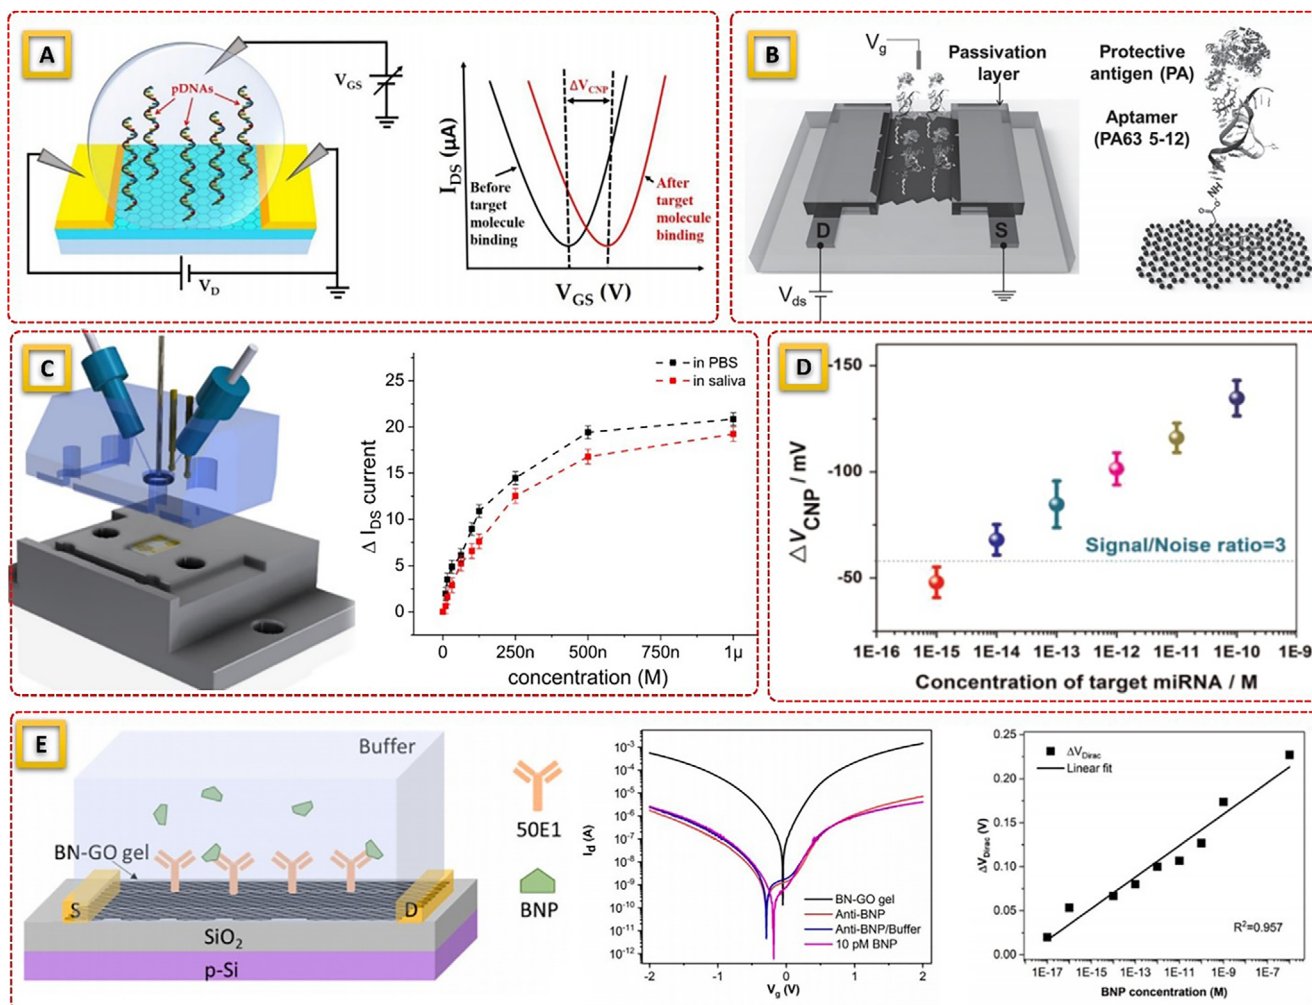 A
pDNAs
V_GS
V_D
I_DS (µA)
ΔV_CNP
Before
target
molecule
binding
After
target
molecule
binding
V_GS (V)
B
V_g
Passivation
layer
D
S
V_ds
Protective
antigen (PA)
Aptamer
(PA63 5-12)
NH
O
C
Δ I_DS current
25
20
15
10
5
0
in PBS
in saliva
0
250n
500n
750n
1µ
concentration (M)
D
ΔV_CNP / mV
-150
-100
-50
Signal/Noise ratio=3
1E-16
1E-15
1E-14
1E-13
1E-12
1E-11
1E-10
1E-9
Concentration of target miRNA / M
E
Buffer
BN-GO gel
S
D
SiO₂
p-Si
50E1
BNP
I_d (A)
10⁻³
10⁻⁴
10⁻⁵
10⁻⁶
10⁻⁷
10⁻⁸
10⁻⁹
10⁻¹⁰
10⁻¹¹
10⁻¹²
BN-GO gel
Anti-BNP
Anti-BNP/Buffer
10 pM BNP
-2
-1
0
1
2
V_g (V)
ΔV_Dirac (V)
0.25
0.20
0.15
0.10
0.05
0.00
ΔV_Dirac
Linear fit
R²=0.957
1E-17
1E-15
1E-13
1E-11
1E-9
1E-7
BNP concentration (M)